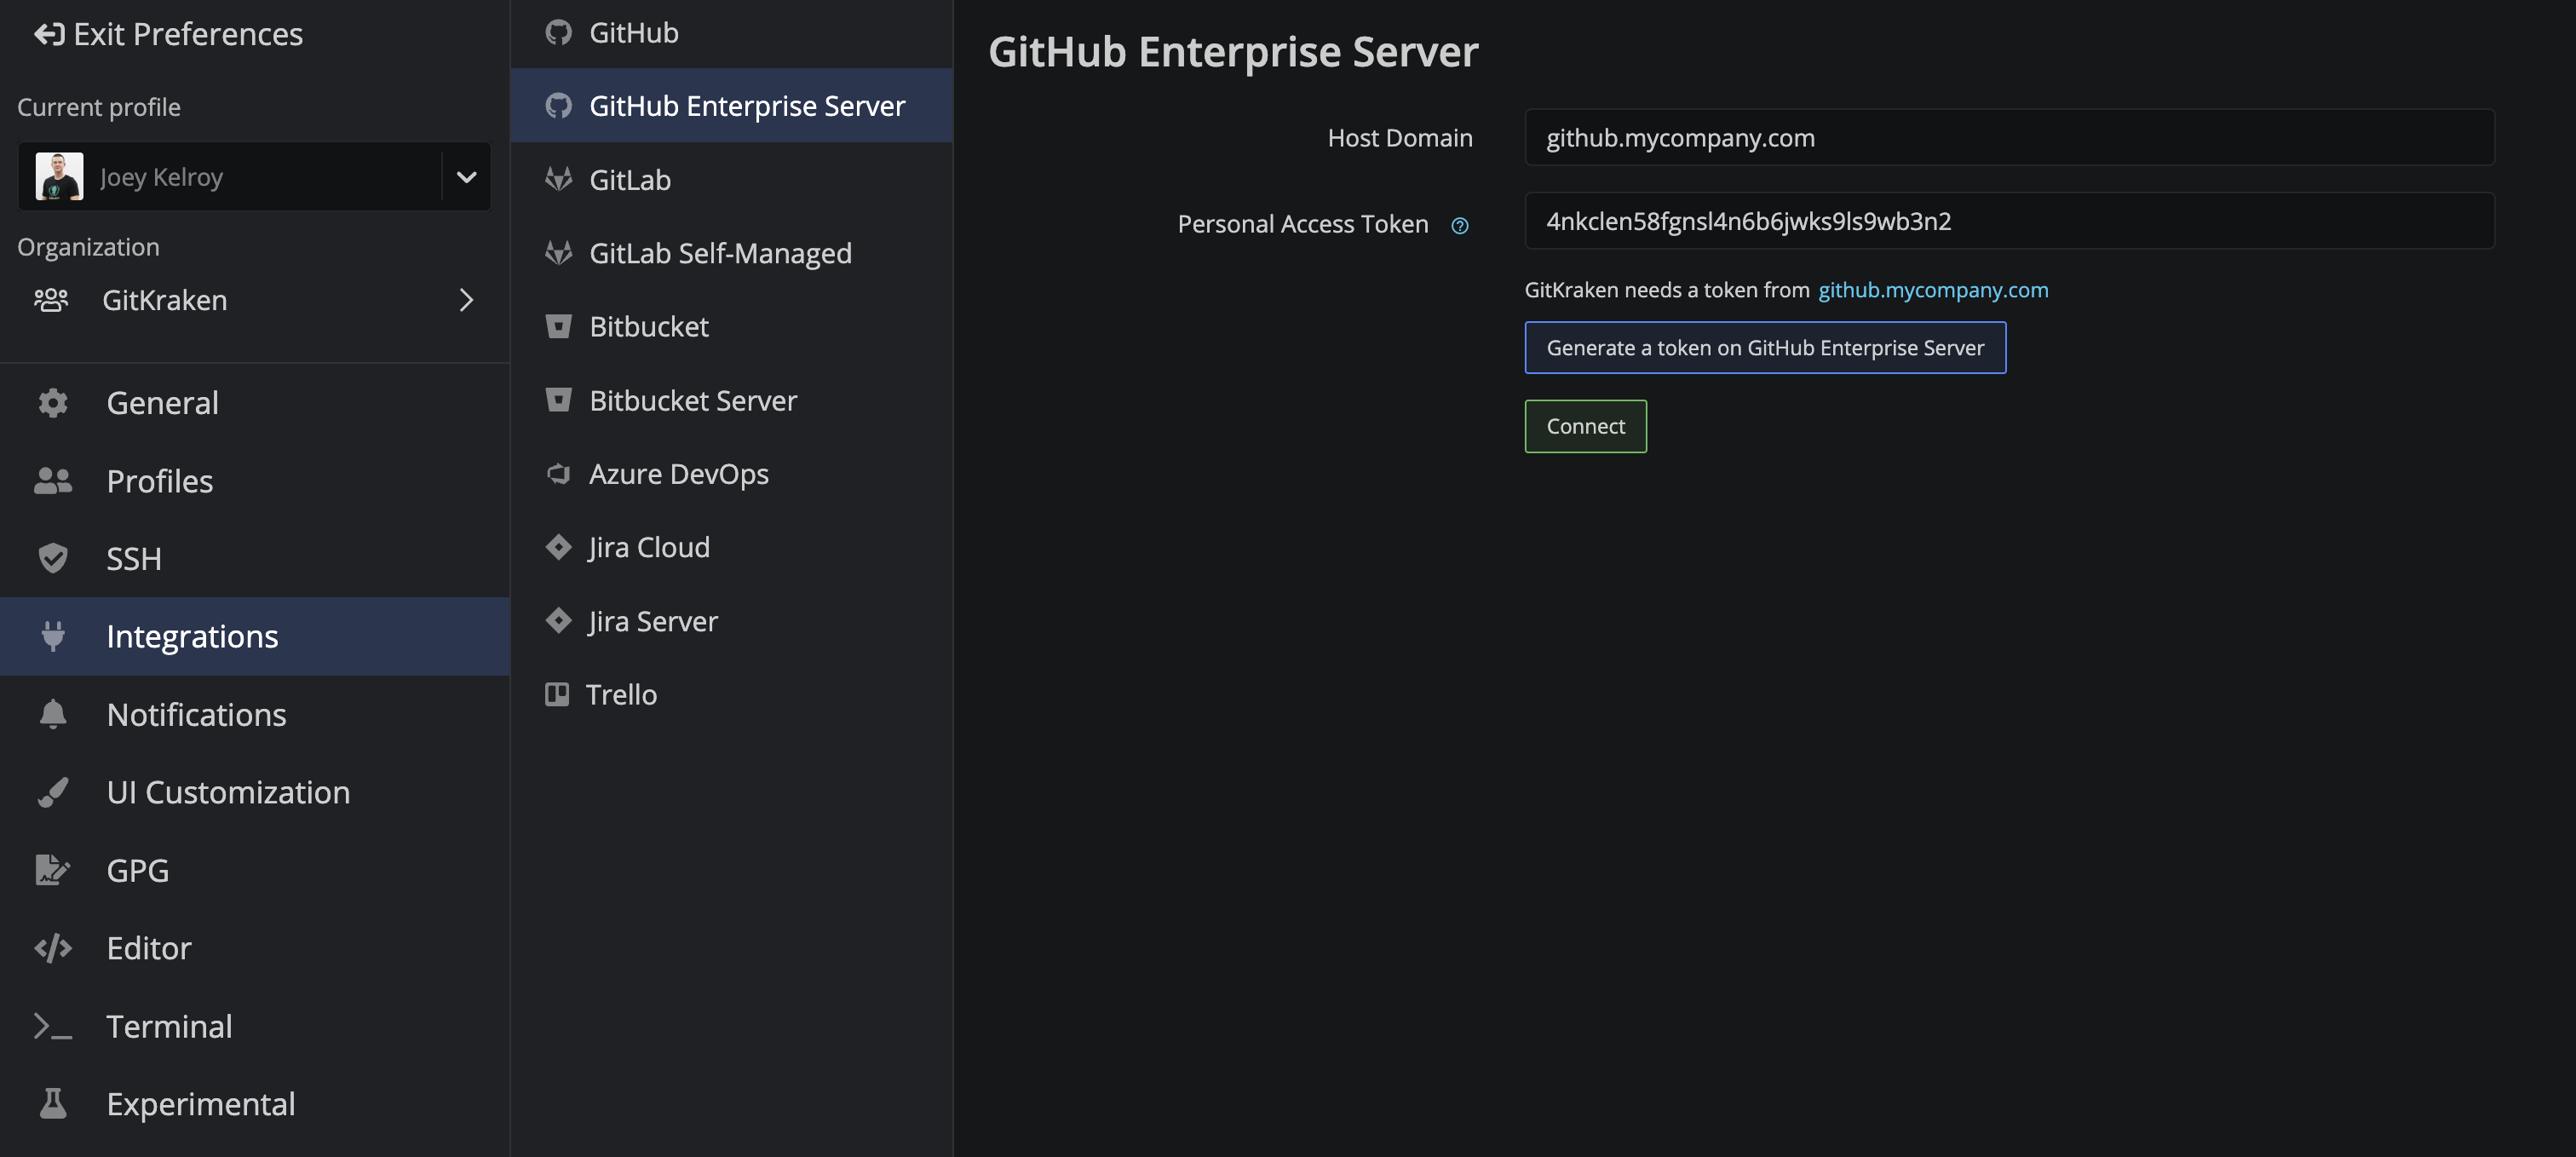 Exit Preferences
Current profile
Joey Kelroy
Organization
GitKraken
General
Profiles
SSH
Integrations
Notifications
UI Customization
GPG
Editor
Terminal
Experimental
GitHub
GitHub Enterprise Server
GitLab
GitLab Self-Managed
Bitbucket
Bitbucket Server
Azure DevOps
Jira Cloud
Jira Server
Trello
GitHub Enterprise Server
Host Domain github.mycompany.com
Personal Access Token 4nkclen58fgnsl4n6b6jwks9ls9wb3n2
GitKraken needs a token from github.mycompany.com
Generate a token on GitHub Enterprise Server
Connect